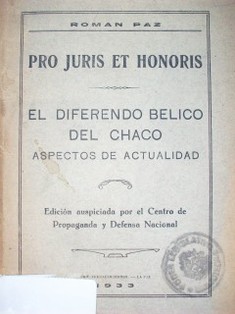 ROMAN PAZ
PRO JURIS ET HONORIS
EL DIFERENDO BELICO
DEL CHACO
ASPECTOS DE ACTUALIDAD
Edición auspiciada por el Centro de
Propaganda y Defensa Nacional
1933